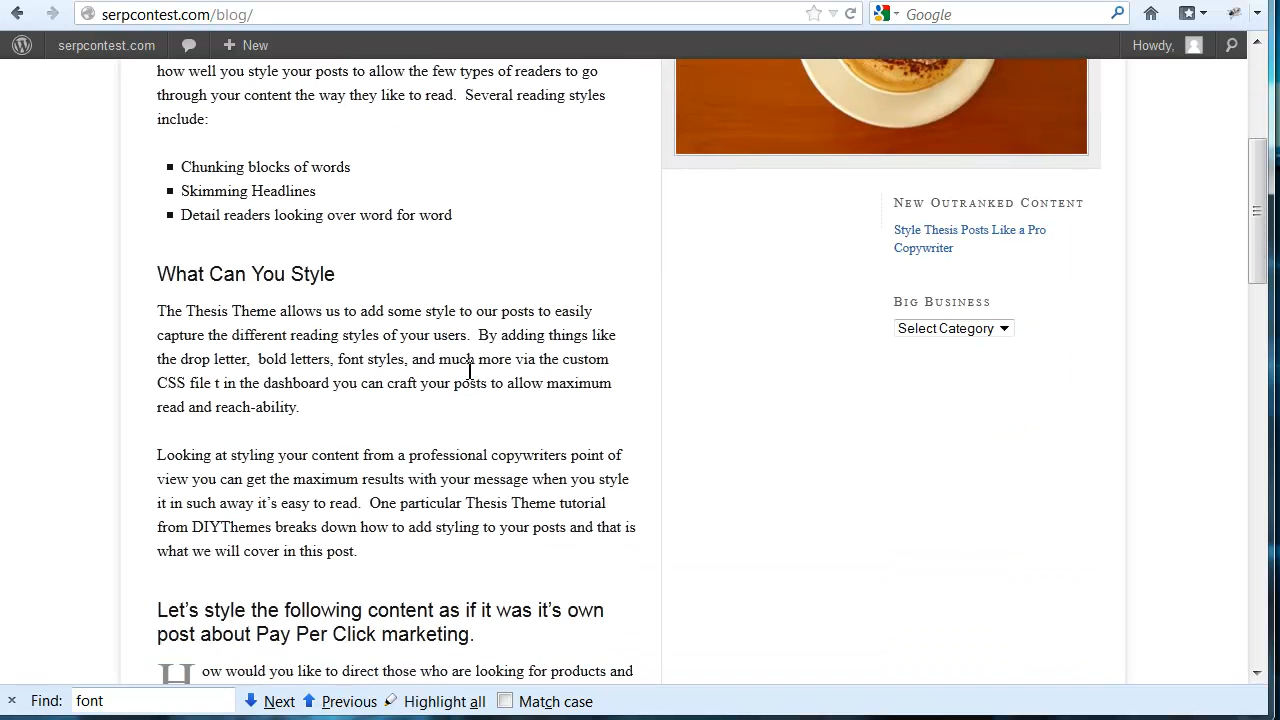 serpcontest.com/blog/
Google
serpcontest.com
New
Howdy,
how well you style your posts to allow the few types of readers to go
through your content the way they like to read.  Several reading styles
include:
Chunking blocks of words
Skimming Headlines
Detail readers looking over word for word
What Can You Style
The Thesis Theme allows us to add some style to our posts to easily
capture the different reading styles of your users.  By adding things like
the drop letter,  bold letters, font styles, and much more via the custom
CSS file t in the dashboard you can craft your posts to allow maximum
read and reach-ability.
Looking at styling your content from a professional copywriters point of
view you can get the maximum results with your message when you style
it in such away it’s easy to read.  One particular Thesis Theme tutorial
from DIYThemes breaks down how to add styling to your posts and that is
what we will cover in this post.
Let’s style the following content as if it was it’s own
post about Pay Per Click marketing.
How would you like to direct those who are looking for products and
New Outranked Content
Style Thesis Posts Like a Pro
Copywriter
Big Business
Select Category
Find: font Next Previous Highlight all Match case